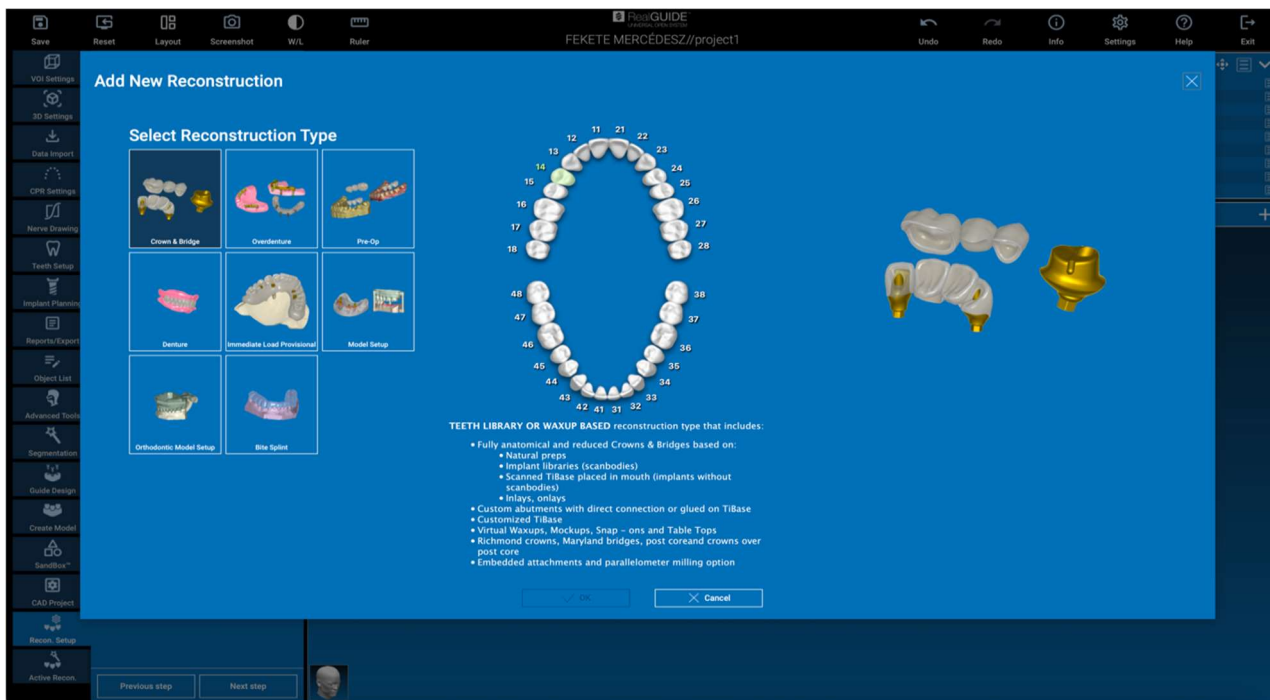 RealGUIDE
UNIVERSAL OPEN SYSTEM
Save
Reset
Layout
Screenshot
W/L
Ruler
FEKETE MERCÉDESZ//project1
Undo
Redo
Info
Settings
Help
Exit
VOI Settings
3D Settings
Data Import
CPR Settings
Nerve Drawing
Teeth Setup
Implant Planning
Reports/Export
Object List
Advanced Tools
Segmentation
Guide Design
Create Model
SandBox™
CAD Project
Recon. Setup
Active Recon.
Add New Reconstruction
Select Reconstruction Type
Crown & Bridge
Overdenture
Pre-Op
Denture
Immediate Load Provisional
Model Setup
Orthodontic Model Setup
Bite Splint
11 21
12 22
13 23
14 24
15 25
16 26
17 27
18 28
48 38
47 37
46 36
45 35
44 34
43 33
42 41 31 32
TEETH LIBRARY OR WAXUP BASED reconstruction type that includes:
• Fully anatomical and reduced Crowns & Bridges based on:
• Natural preps
• Implant libraries (scanbodies)
• Scanned TiBase placed in mouth (implants without
scanbodies)
• Inlays, onlays
• Custom abutments with direct connection or glued on TiBase
• Customized TiBase
• Virtual Waxups, Mockups, Snap – ons and Table Tops
• Richmond crowns, Maryland bridges, post coreand crowns over
post core
• Embedded attachments and parallelometer milling option
OK
Cancel
Previous step
Next step